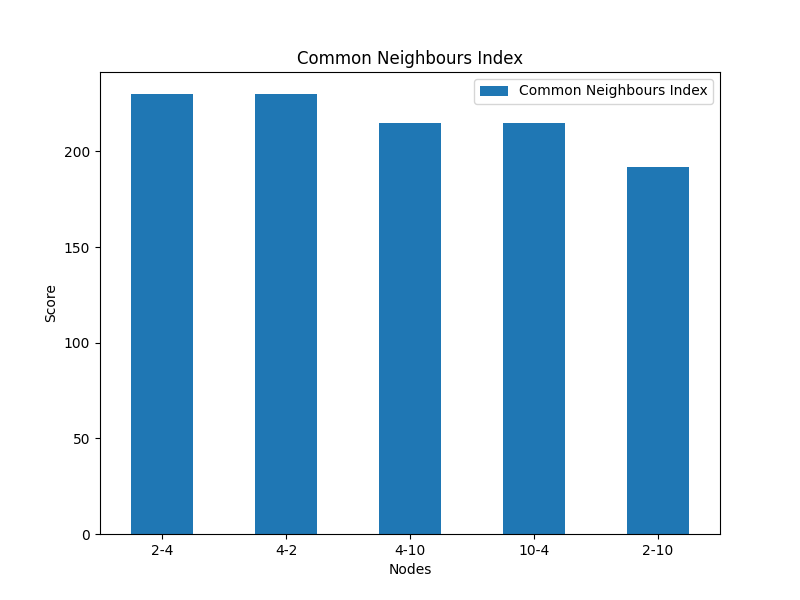 Common Neighbours Index
Common Neighbours Index
200
150
100
50
0
Score
2-4 4-2 4-10 10-4 2-10
Nodes